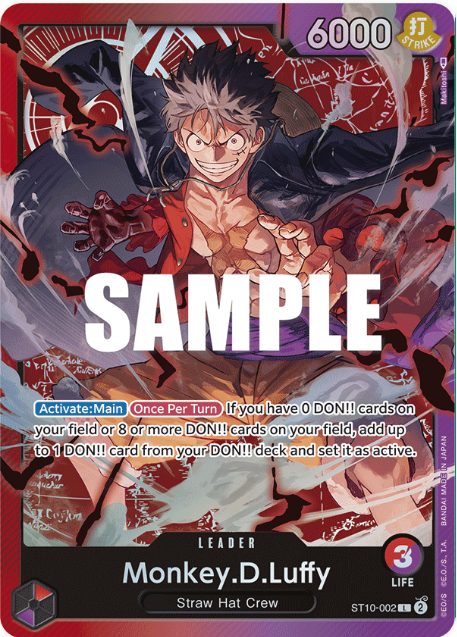 6000
打
STRIKE
Makitoshi
SAMPLE
Activate:Main Once Per Turn If you have 0 DON!! cards on
your field or 8 or more DON!! cards on your field, add up
to 1 DON!! card from your DON!! deck and set it as active.
LEADER
Monkey.D.Luffy
Straw Hat Crew
3
LIFE
ST10-002 L 2
©E.O/S ©E.O./S., T.A. BANDAI MADE IN JAPAN